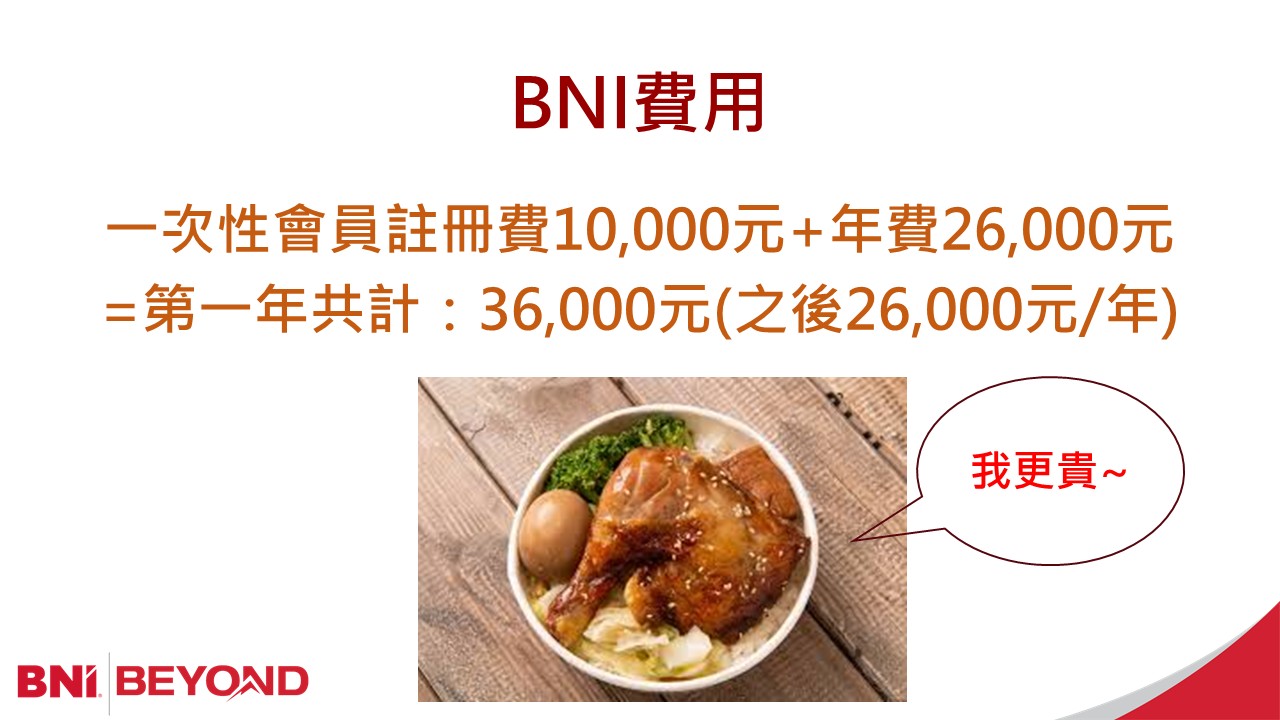 BNI費用
一次性會員註冊費10,000元+年費26,000元
=第一年共計：36,000元(之後26,000元/年)
我更貴~
BNI® BEYOND